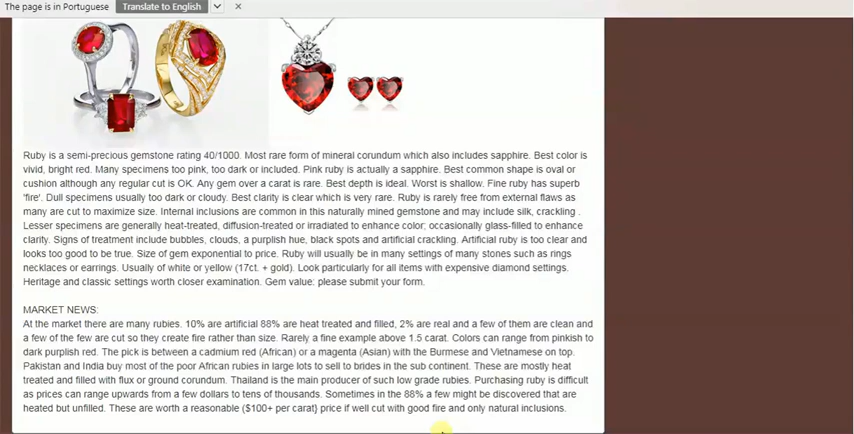 The page is in Portuguese Translate to English
Ruby is a semi-precious gemstone rating 40/1000. Most rare form of mineral corundum which also includes sapphire. Best color is
vivid, bright red. Many specimens too pink, too dark or included. Pink ruby is actually a sapphire. Best common shape is oval or
cushion although any regular cut is OK. Any gem over a carat is rare. Best depth is ideal. Worst is shallow. Fine ruby has superb
'fire'. Dull specimens usually too dark or cloudy. Best clarity is clear which is very rare. Ruby is rarely free from external flaws as
many are cut to maximize size. Internal inclusions are common in this naturally mined gemstone and may include silk, crackling .
Lesser specimens are generally heat-treated, diffusion-treated or irradiated to enhance color; occasionally glass-filled to enhance
clarity. Signs of treatment include bubbles, clouds, a purplish hue, black spots and artificial crackling. Artificial ruby is too clear and
looks too good to be true. Size of gem exponential to price. Ruby will usually be in many settings of many stones such as rings
necklaces or earrings. Usually of white or yellow (17ct. + gold). Look particularly for all items with expensive diamond settings.
Heritage and classic settings worth closer examination. Gem value: please submit your form.
MARKET NEWS:
At the market there are many rubies. 10% are artificial 88% are heat treated and filled, 2% are real and a few of them are clean and
a few of the few are cut so they create fire rather than size. Rarely a fine example above 1.5 carat. Colors can range from pinkish to
dark purplish red. The pick is between a cadmium red (African) or a magenta (Asian) with the Burmese and Vietnamese on top.
Pakistan and India buy most of the poor African rubies in large lots to sell to brides in the sub continent. These are mostly heat
treated and filled with flux or ground corundum. Thailand is the main producer of such low grade rubies. Purchasing ruby is difficult
as prices can range upwards from a few dollars to tens of thousands. Sometimes in the 88% a few might be discovered that are
heated but unfilled. These are worth a reasonable ($100+ per carat} price if well cut with good fire and only natural inclusions.